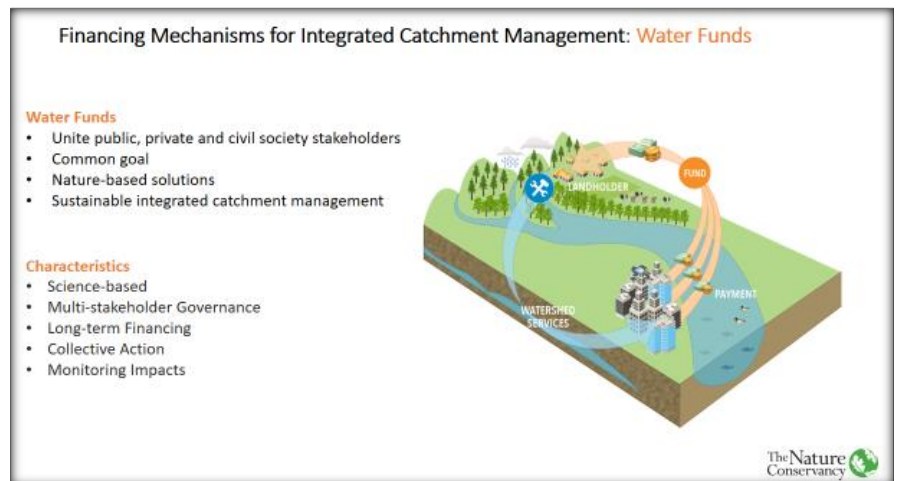 Financing Mechanisms for Integrated Catchment Management: Water Funds
Water Funds
• Unite public, private and civil society stakeholders
• Common goal
• Nature-based solutions
• Sustainable integrated catchment management
Characteristics
• Science-based
• Multi-stakeholder Governance
• Long-term Financing
• Collective Action
• Monitoring Impacts
FUND
LANDHOLDER
PAYMENT
WATERSHED
SERVICES
The Nature
Conservancy